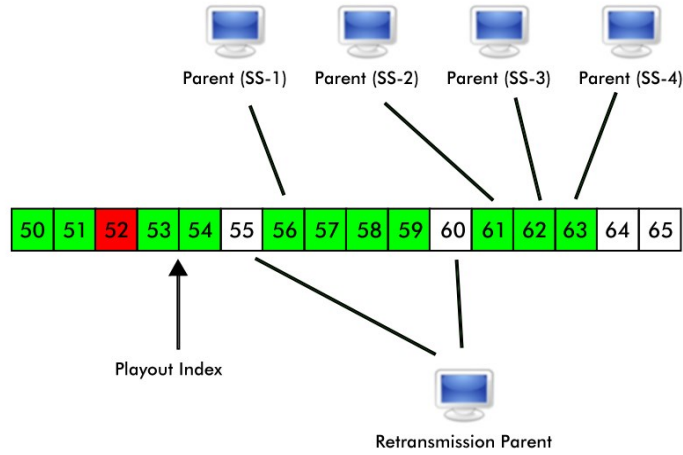 Parent (SS-1) Parent (SS-2) Parent (SS-3) Parent (SS-4)
50 51 52 53 54 55 56 57 58 59 60 61 62 63 64 65
Playout Index
Retransmission Parent